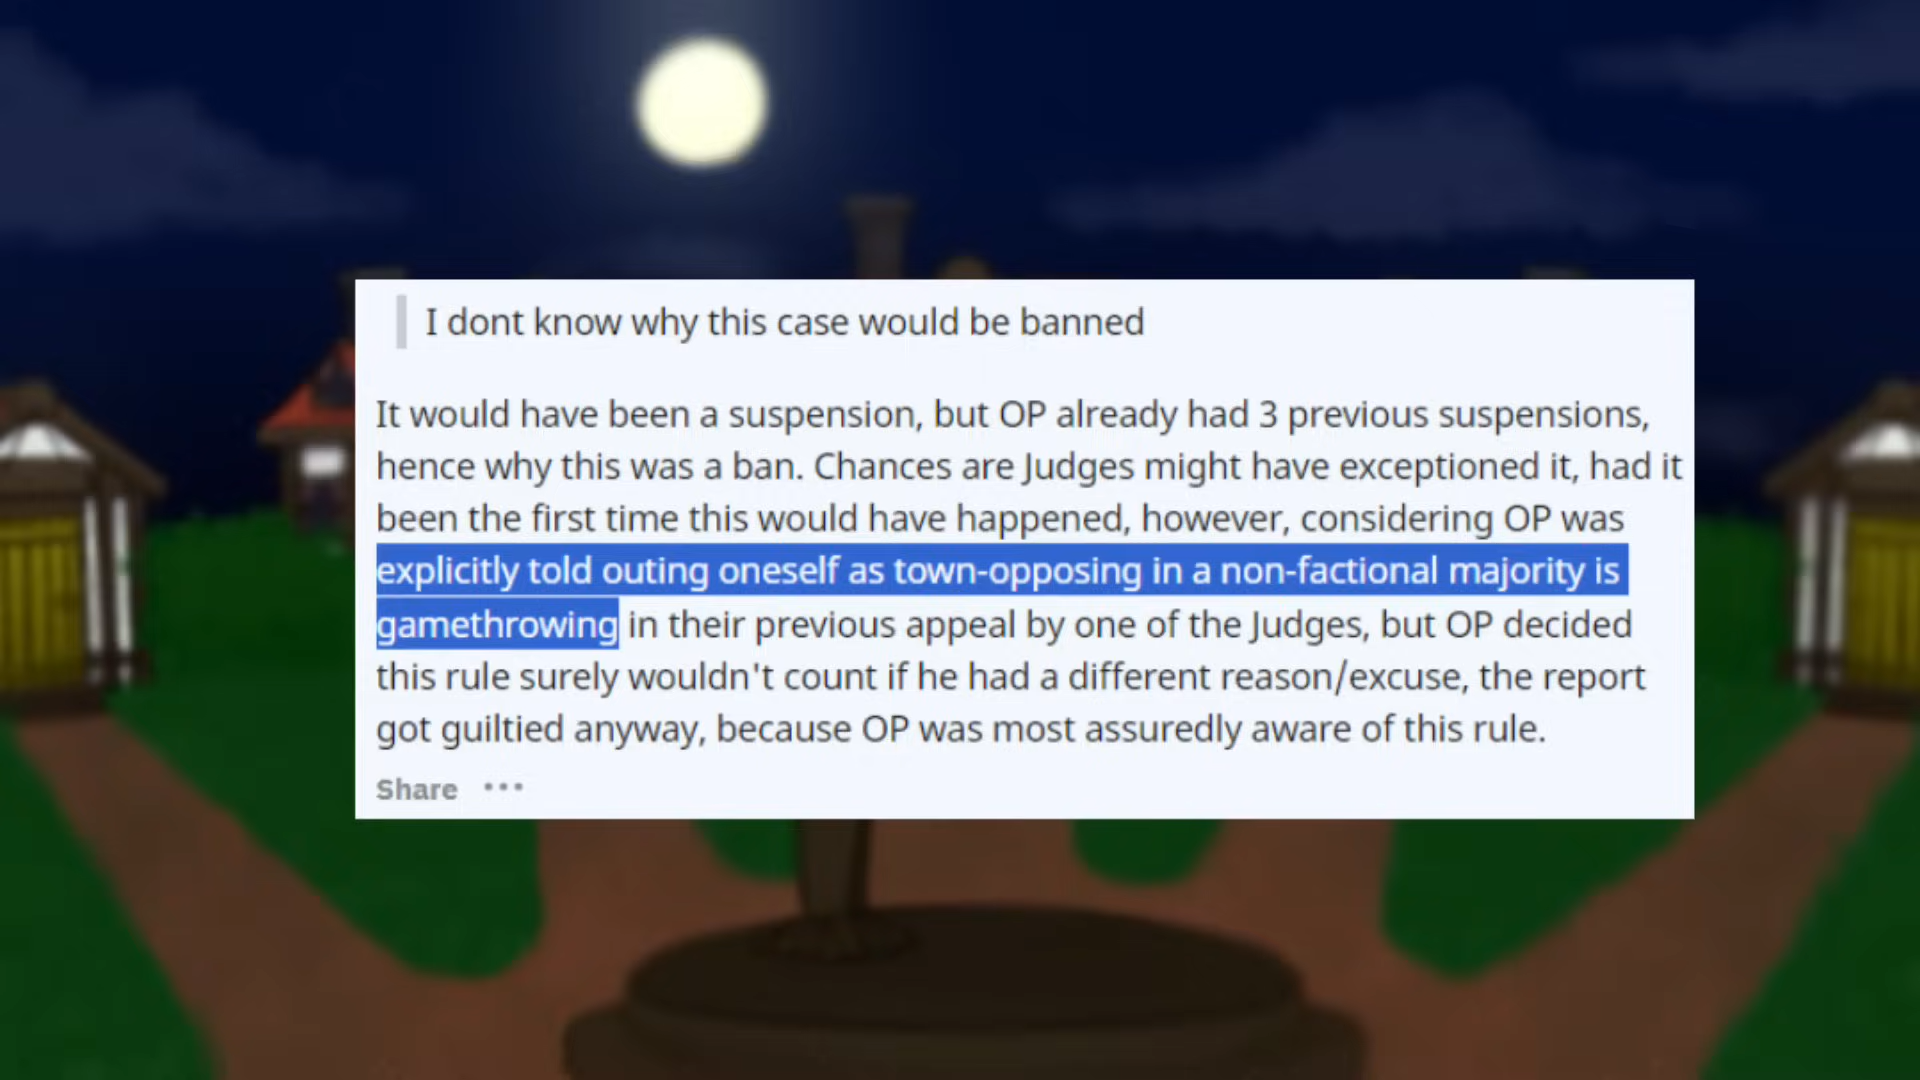 I dont know why this case would be banned
It would have been a suspension, but OP already had 3 previous suspensions,
hence why this was a ban. Chances are Judges might have exceptioned it, had it
been the first time this would have happened, however, considering OP was
explicitly told outing oneself as town-opposing in a non-factional majority is
gamethrowing in their previous appeal by one of the Judges, but OP decided
this rule surely wouldn't count if he had a different reason/excuse, the report
got guiltied anyway, because OP was most assuredly aware of this rule.
Share •••